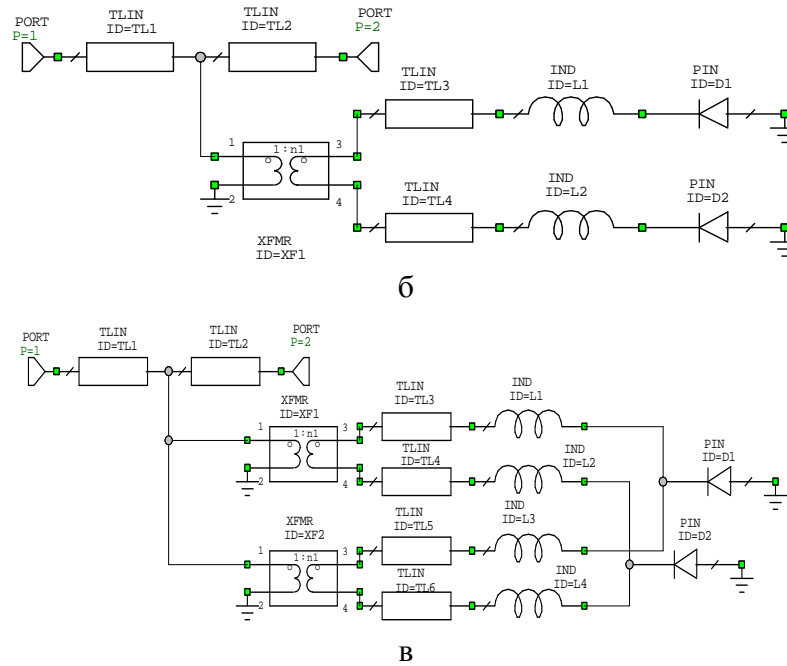 PORT
P=1
TLIN
ID=TL1
TLIN
ID=TL2
PORT
P=2
TLIN
ID=TL3
IND
ID=L1
PIN
ID=D1
1
3
1:n1
2
4
XFMR
ID=XF1
TLIN
ID=TL4
IND
ID=L2
PIN
ID=D2
б
PORT
P=1
TLIN
ID=TL1
TLIN
ID=TL2
PORT
P=2
XFMR
ID=XF1
1
3
1:n1
2
4
TLIN
ID=TL3
IND
ID=L1
TLIN
ID=TL4
IND
ID=L2
PIN
ID=D1
XFMR
ID=XF2
1
3
1:n1
2
4
TLIN
ID=TL5
IND
ID=L3
TLIN
ID=TL6
IND
ID=L4
PIN
ID=D2
в